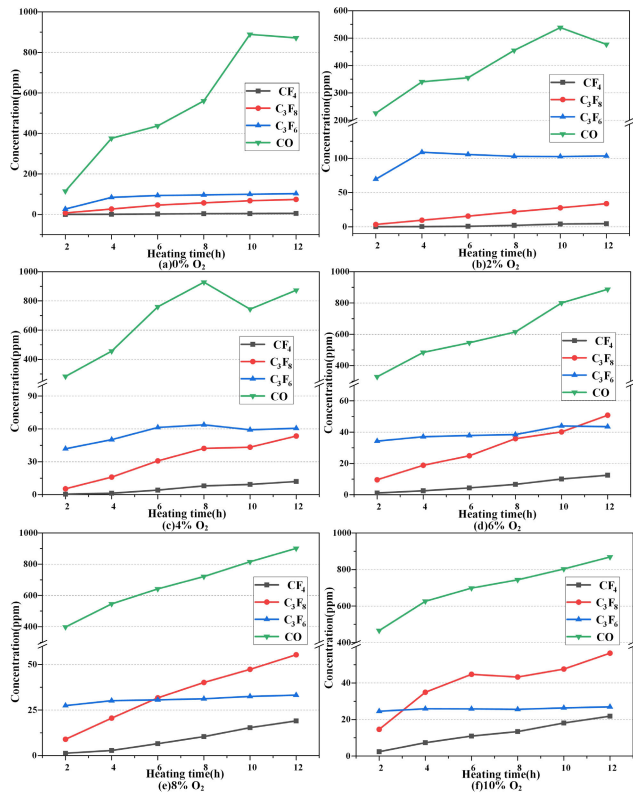 1000
800
600
400
200
0
Concentration(ppm)
CF4
C3F8
C3F6
CO
2 4 6 8 10 12
Heating time(h)
(a)0% O2
600
500
400
300
200
100
50
0
Concentration(ppm)
CF4
C3F8
C3F6
CO
2 4 6 8 10 12
Heating time(h)
(b)2% O2
1000
800
600
400
90
60
30
0
Concentration(ppm)
CF4
C3F8
C3F6
CO
2 4 6 8 10 12
Heating time(h)
(c)4% O2
1000
800
600
400
60
40
20
0
Concentration(ppm)
CF4
C3F8
C3F6
CO
2 4 6 8 10 12
Heating time(h)
(d)6% O2
1000
800
600
400
50
25
0
Concentration(ppm)
CF4
C3F8
C3F6
CO
2 4 6 8 10 12
Heating time(h)
(e)8% O2
1000
800
600
400
60
40
20
0
Concentration(ppm)
CF4
C3F8
C3F6
CO
2 4 6 8 10 12
Heating time(h)
(f)10% O2